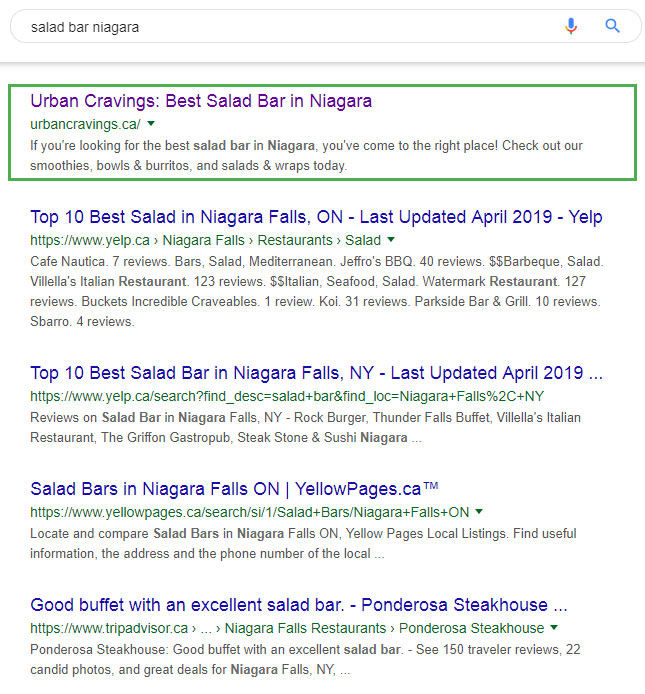 salad bar niagara
Urban Cravings: Best Salad Bar in Niagara
urbancravings.ca/
If you're looking for the best salad bar in Niagara, you've come to the right place! Check out our
smoothies, bowls & burritos, and salads & wraps today.
Top 10 Best Salad in Niagara Falls, ON - Last Updated April 2019 - Yelp
https://www.yelp.ca › Niagara Falls › Restaurants › Salad
Cafe Nautica. 7 reviews. Bars, Salad, Mediterranean. Jeffro's BBQ. 40 reviews. $$Barbeque, Salad.
Villella's Italian Restaurant. 123 reviews. $$Italian, Seafood, Salad. Watermark Restaurant. 127
reviews. Buckets Incredible Craveables. 1 review. Koi. 31 reviews. Parkside Bar & Grill. 10 reviews.
Sbarro. 4 reviews.
Top 10 Best Salad Bar in Niagara Falls, NY - Last Updated April 2019 ...
https://www.yelp.ca/search?find_desc=salad+bar&find_loc=Niagara+Falls%2C+NY
Reviews on Salad Bar in Niagara Falls, NY - Rock Burger, Thunder Falls Buffet, Villella's Italian
Restaurant, The Griffon Gastropub, Steak Stone & Sushi Niagara ...
Salad Bars in Niagara Falls ON | YellowPages.ca™
https://www.yellowpages.ca/search/si/1/Salad+Bars/Niagara+Falls+ON
Locate and compare Salad Bars in Niagara Falls ON, Yellow Pages Local Listings. Find useful
information, the address and the phone number of the local ...
Good buffet with an excellent salad bar. - Ponderosa Steakhouse ...
https://www.tripadvisor.ca › ... › Niagara Falls Restaurants › Ponderosa Steakhouse
Ponderosa Steakhouse: Good buffet with an excellent salad bar. - See 150 traveler reviews, 22
candid photos, and great deals for Niagara Falls, NY, ...